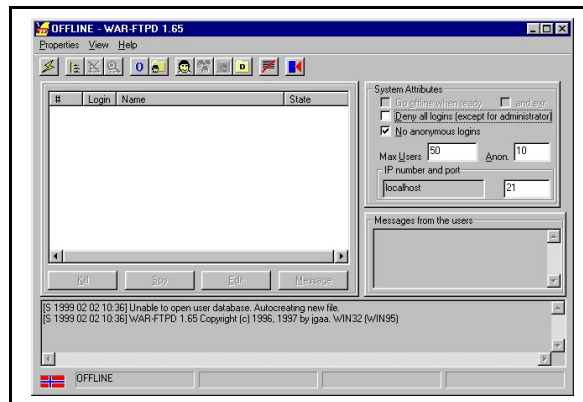 OFFLINE - WAR-FTPD 1.65
Properties View Help
# Login Name State
System Attributes
Go offline when ready and exit
Deny all logins (except for administrator)
No anonymous logins
Max Users 50 Anon. 10
IP number and port
localhost 21
Messages from the users
Kill Spy Edit Message
[S 1999 02 02 10:36] Unable to open user database. Autocreating new file.
[S 1999 02 02 10:36] WAR-FTPD 1.65 Copyright (c) 1996, 1997 by jgaa. WIN32 (WIN95)
OFFLINE